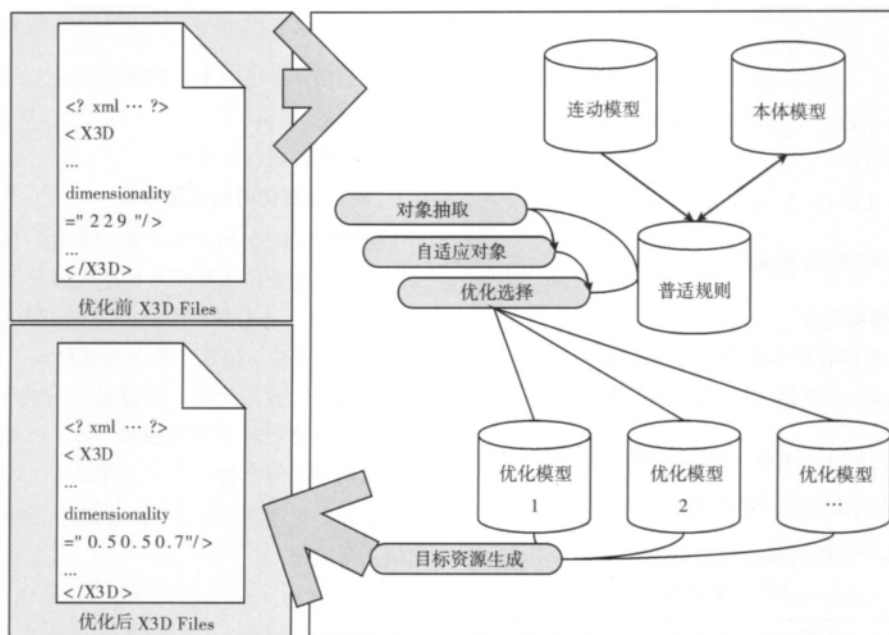 <? xml … ?>
< X3D
...
dimensionality
=" 2 2 9 "/>
...
</X3D>
优化前 X3D Files
<? xml … ?>
< X3D
...
dimensionality
=" 0. 5 0. 5 0. 7"/>
...
</X3D>
优化后 X3D Files
连动模型
本体模型
对象抽取
自适应对象
优化选择
普适规则
优化模型
1
优化模型
2
优化模型
…
目标资源生成